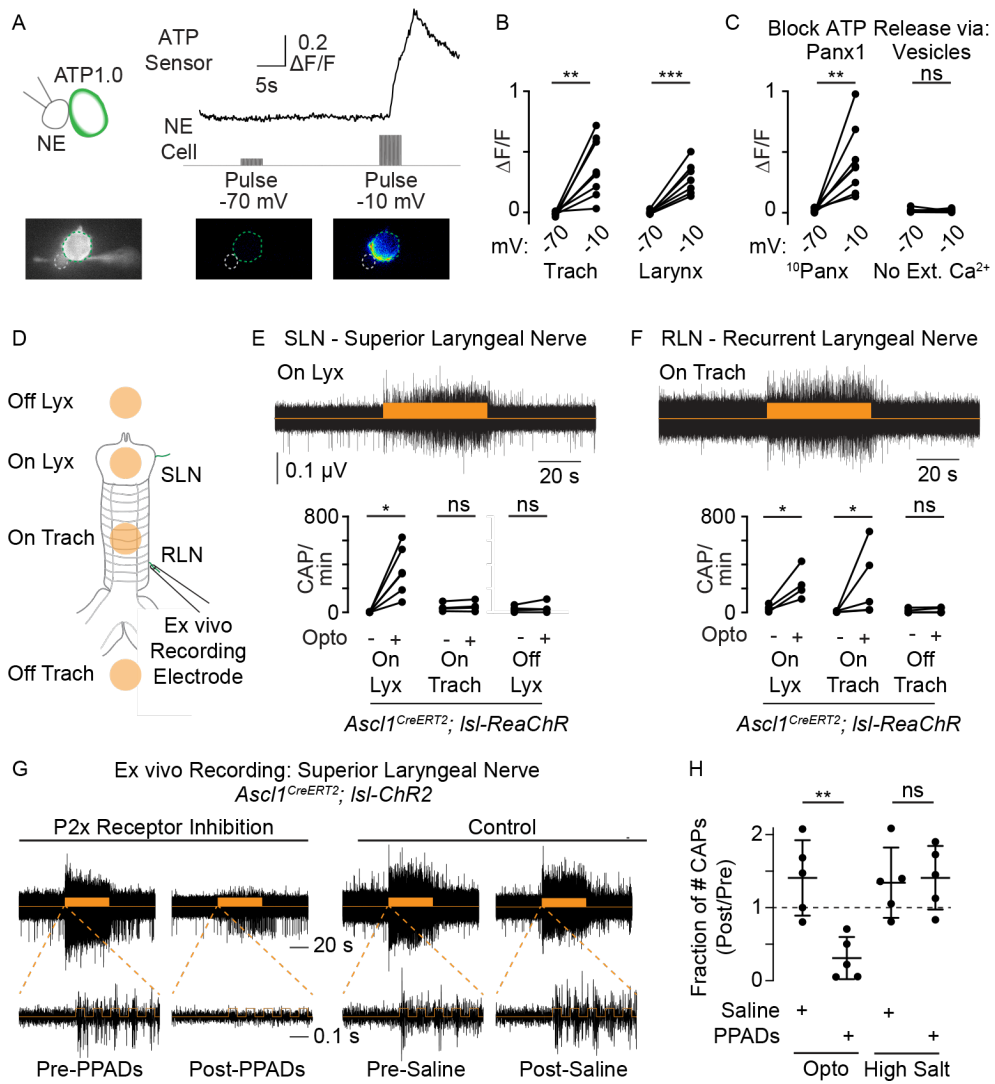 A
ATP
Sensor
0.2
ΔF/F
5s
ATP1.0
NE
NE
Cell
Pulse
-70 mV
Pulse
-10 mV
B
**
***
1
ΔF/F
0
mV:
-70
-10
-70
-10
Trach
Larynx
C
Block ATP Release via:
Panx1
Vesicles
**
ns
1
ΔF/F
0
mV:
-70
-10
-70
-10
¹⁰Panx
No Ext. Ca²⁺
D
Off Lyx
On Lyx
SLN
On Trach
RLN
Ex vivo
Recording
Electrode
Off Trach
E
SLN - Superior Laryngeal Nerve
On Lyx
0.1 µV
20 s
*
ns
ns
800
CAP/
min
0
Opto
- +
- +
- +
On
Lyx
On
Trach
Off
Lyx
Ascl1^CreERT2; lsl-ReaChR
F
RLN - Recurrent Laryngeal Nerve
On Trach
20 s
*
*
ns
800
CAP/
min
0
Opto
- +
- +
- +
On
Lyx
On
Trach
Off
Trach
Ascl1^CreERT2; lsl-ReaChR
G
Ex vivo Recording: Superior Laryngeal Nerve
Ascl1^CreERT2; lsl-ChR2
P2x Receptor Inhibition
Control
20 s
0.1 s
Pre-PPADs
Post-PPADs
Pre-Saline
Post-Saline
H
**
ns
Fraction of # CAPs
(Post/Pre)
2
1
0
Saline
+
+
PPADs
+
+
Opto
High Salt